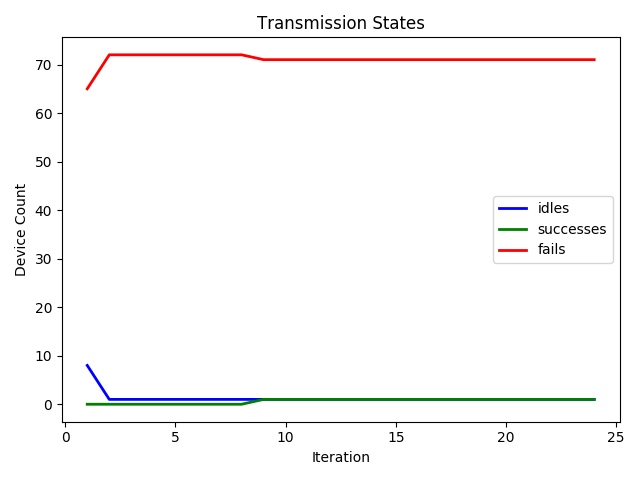 Transmission States
Device Count
70
60
50
40
30
20
10
0
idles
successes
fails
0 5 10 15 20 25
Iteration